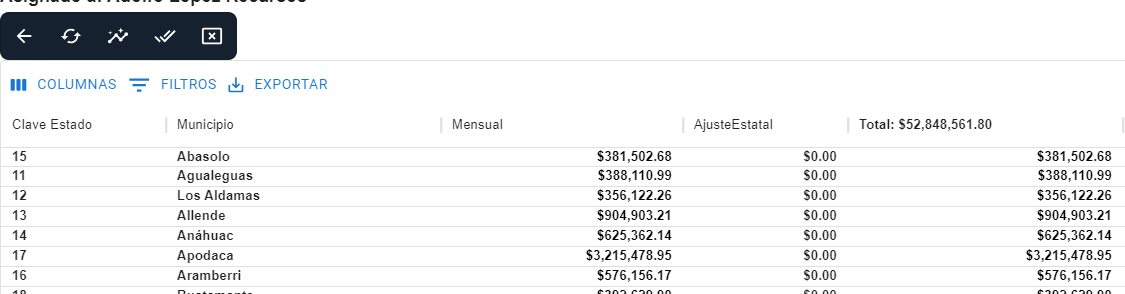 COLUMNAS FILTROS EXPORTAR
Clave Estado Municipio Mensual AjusteEstatal Total: $52,848,561.80
15 Abasolo $381,502.68 $0.00 $381,502.68
11 Agualeguas $388,110.99 $0.00 $388,110.99
12 Los Aldamas $356,122.26 $0.00 $356,122.26
13 Allende $904,903.21 $0.00 $904,903.21
14 Anáhuac $625,362.14 $0.00 $625,362.14
17 Apodaca $3,215,478.95 $0.00 $3,215,478.95
16 Aramberri $576,156.17 $0.00 $576,156.17